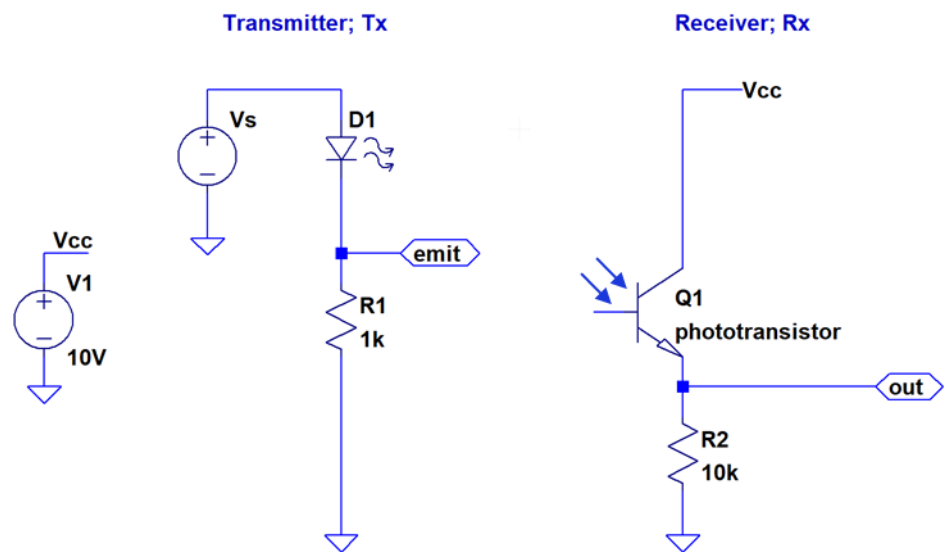 Transmitter; Tx
Receiver; Rx
Vs
D1
Vcc
emit
Vcc
V1
10V
R1
1k
Q1
phototransistor
out
R2
10k